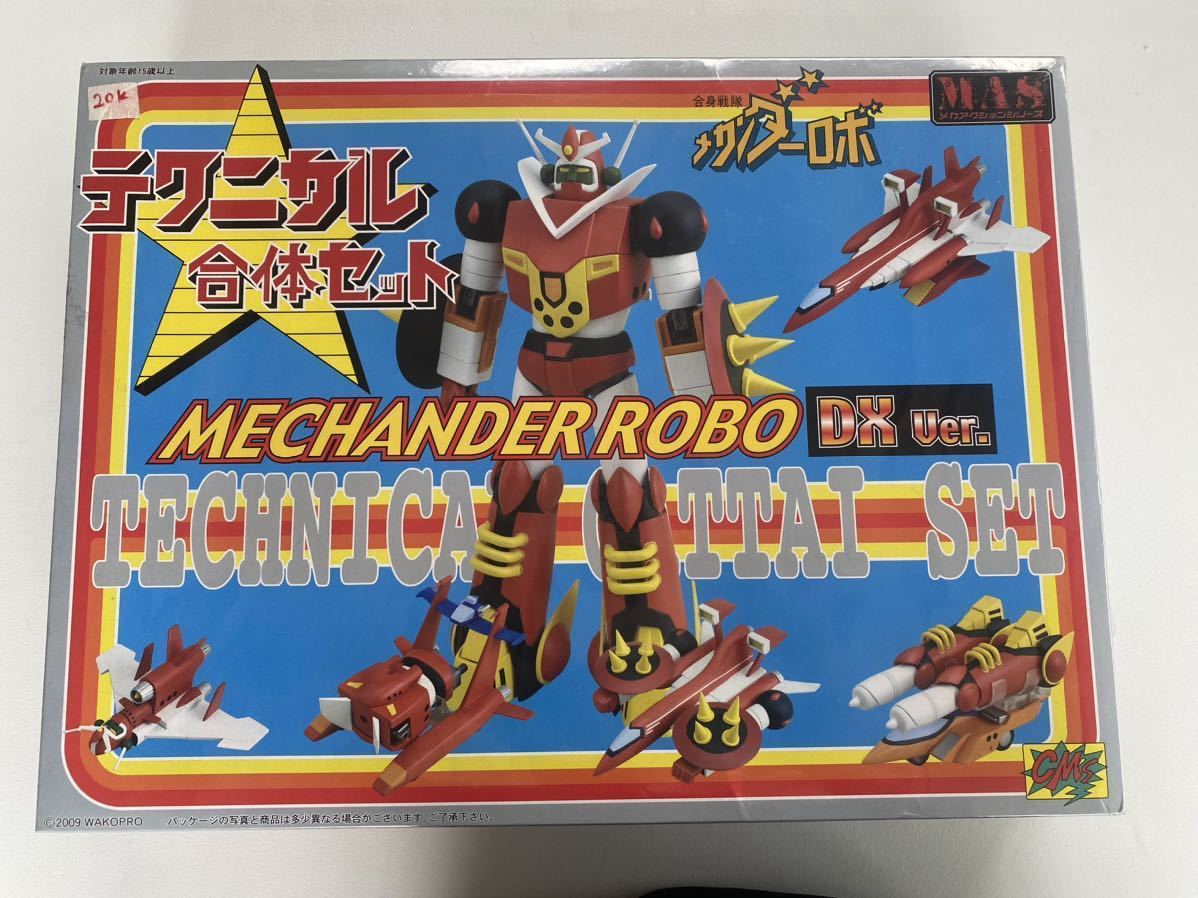 対象年齢15歳以上
20K
合身戦隊
メカンダーロボ
MAS
メカアクションシリーズ
テクニカル
合体セット
MECHANDER ROBO DX Ver.
TECHNICA TTAI SET
CMs
©2009 WAKOPRO パッケージの写真と商品は多少異なる場合がございます。ご了承下さい。